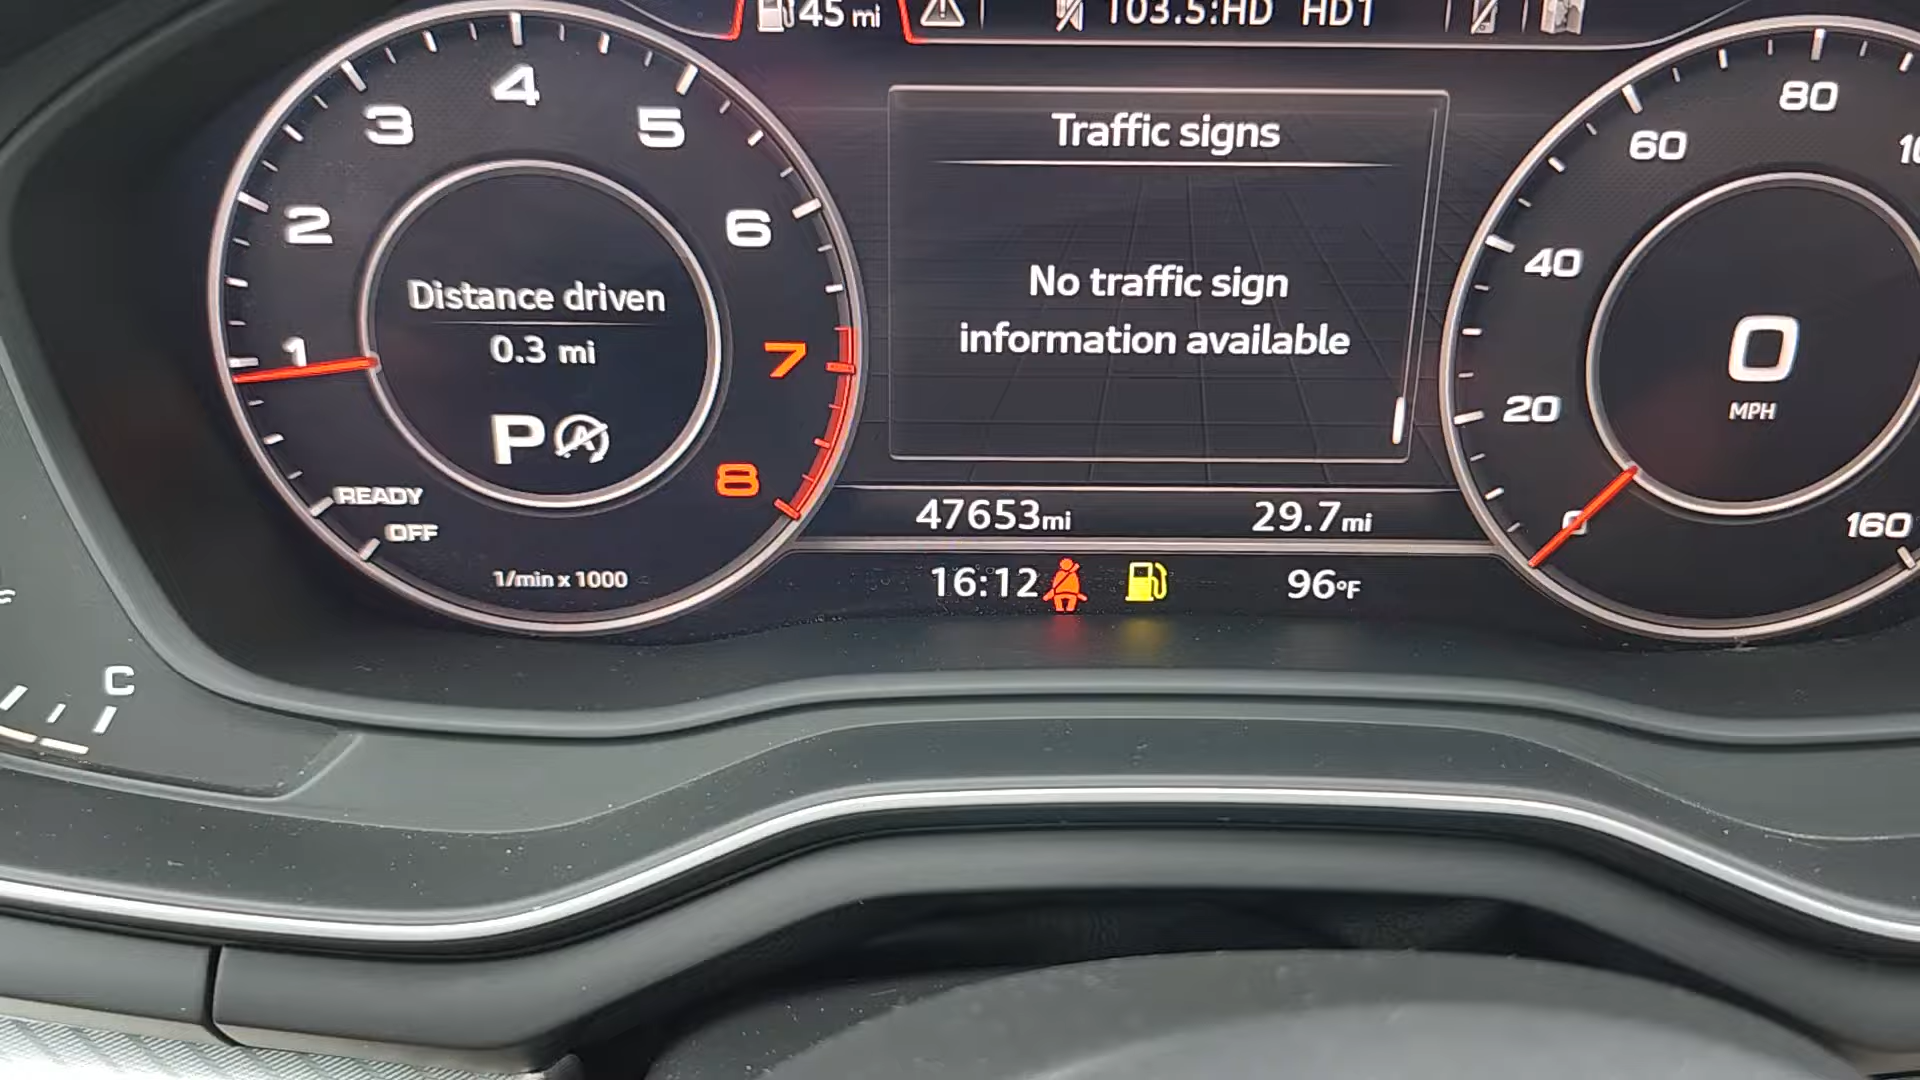 45 mi
103.5:HD HD1
1
2
3
4
5
6
7
8
READY
OFF
1/min x 1000
Distance driven
0.3 mi
P
A
Traffic signs
No traffic sign
information available
47653mi
29.7mi
16:12
96°F
0
20
40
60
80
160
0
MPH
C